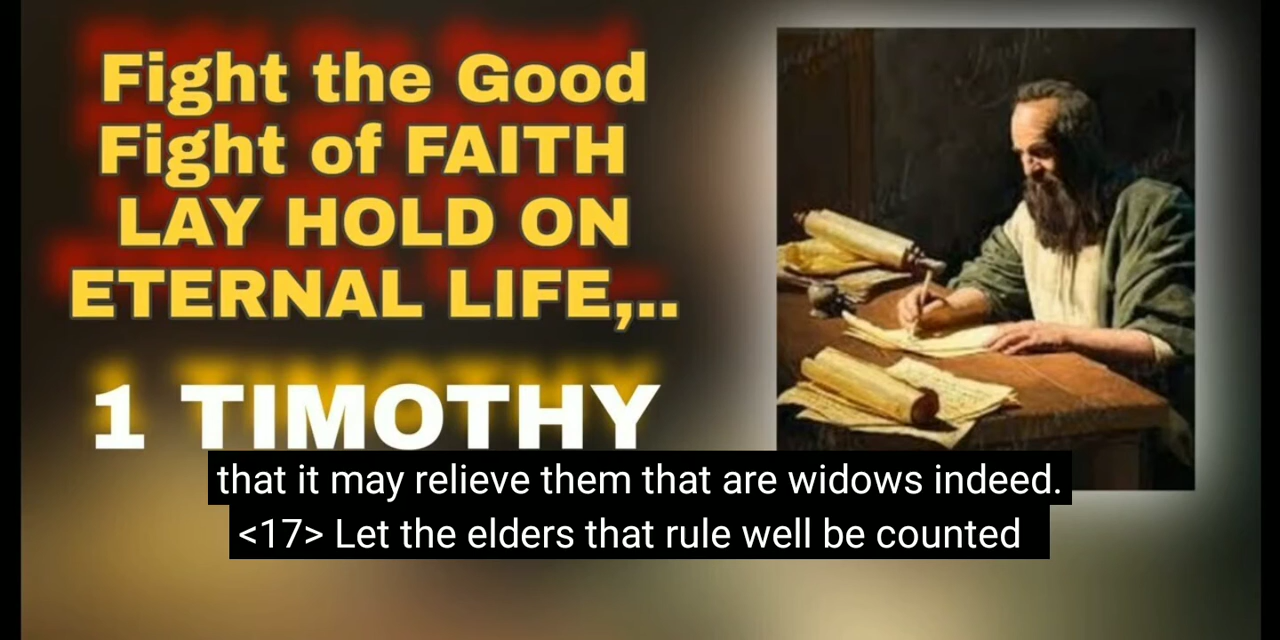 Fight the Good
Fight of FAITH
LAY HOLD ON
ETERNAL LIFE,..
1 TIMOTHY
that it may relieve them that are widows indeed.
<17> Let the elders that rule well be counted